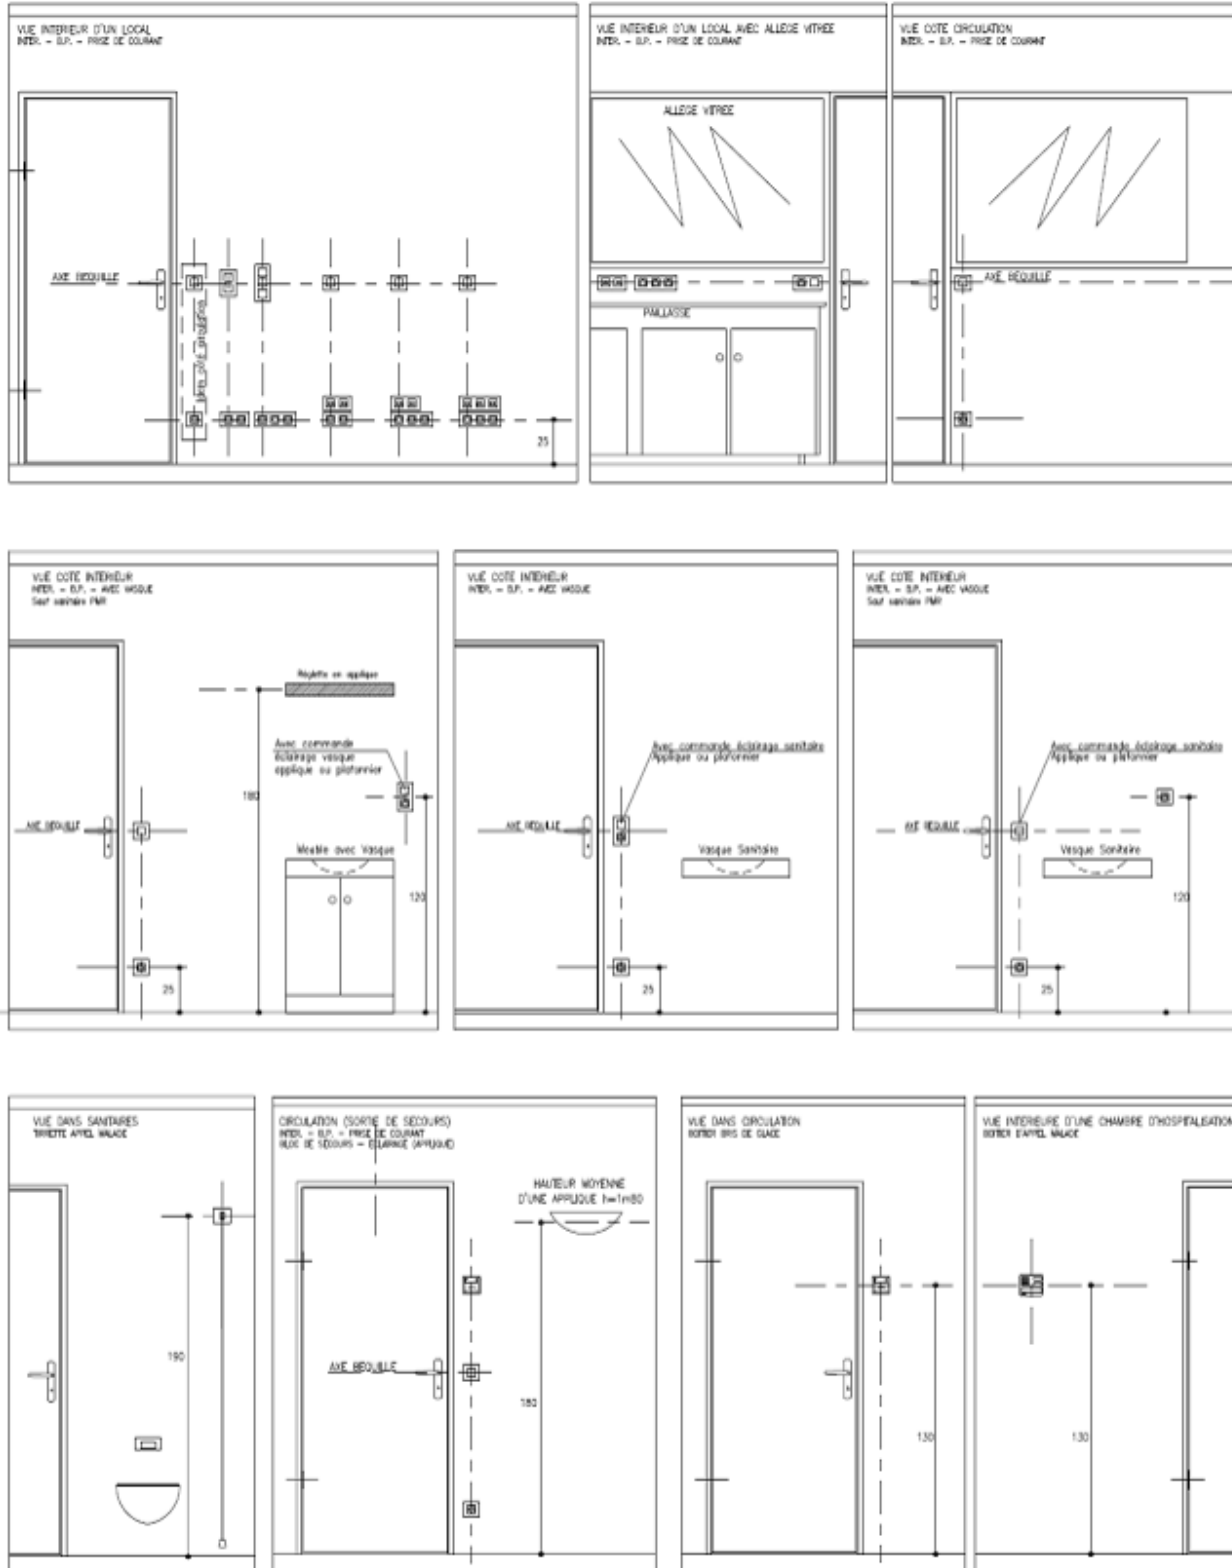 VUE INTERIEUR D'UN LOCAL
INTER. – B.P. – PRISE DE COURANT
AXE BEQUILLE
Idem coté circulation
25
VUE INTERIEUR D'UN LOCAL AVEC ALLEGE VITREE
INTER. – B.P. – PRISE DE COURANT
ALLEGE VITREE
PAILLASSE
VUE COTE CIRCULATION
INTER. – B.P. – PRISE DE COURANT
AXE BEQUILLE
VUE COTE INTERIEUR
INTER. – B.P. – AVEC VASQUE
Sauf sanitaire PMR
Réglette en applique
Avec commande
éclairage vasque
applique ou plafonnier
180
AXE BEQUILLE
Meuble avec Vasque
120
25
VUE COTE INTERIEUR
INTER. – B.P. – AVEC VASQUE
Avec commande éclairage sanitaire
Applique ou plafonnier
AXE BEQUILLE
Vasque Sanitaire
25
VUE COTE INTERIEUR
INTER. – B.P. – AVEC VASQUE
Sauf sanitaire PMR
Avec commande éclairage sanitaire
Applique ou plafonnier
AXE BEQUILLE
Vasque Sanitaire
120
25
VUE DANS SANITAIRES
TIRETTE APPEL MALADE
190
CIRCULATION (SORTIE DE SECOURS)
INTER. – B.P. – PRISE DE COURANT
BLOC DE SECOURS – ECLAIRAGE (APPLIQUE)
HAUTEUR MOYENNE
D'UNE APPLIQUE h=1m80
AXE BEQUILLE
180
VUE DANS CIRCULATION
BOITIER BRIS DE GLACE
130
VUE INTERIEURE D'UNE CHAMBRE D'HOSPITALISATION
BOITIER D'APPEL MALADE
130